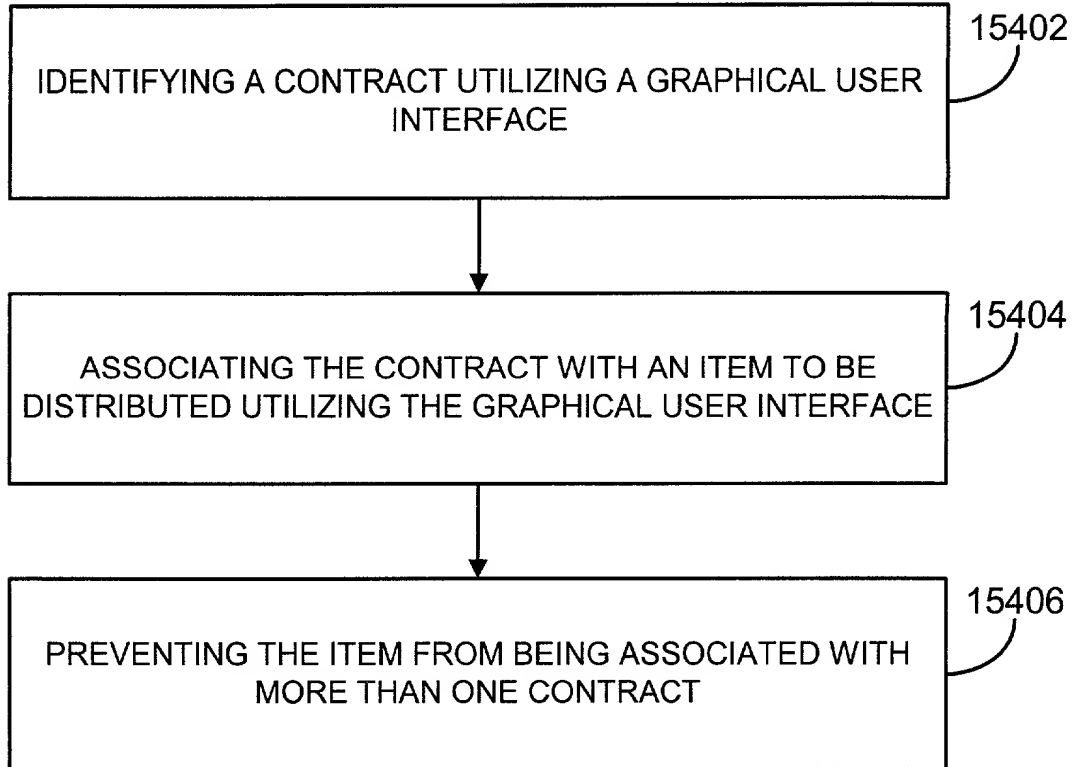 15402
IDENTIFYING A CONTRACT UTILIZING A GRAPHICAL USER
INTERFACE
15404
ASSOCIATING THE CONTRACT WITH AN ITEM TO BE
DISTRIBUTED UTILIZING THE GRAPHICAL USER INTERFACE
15406
PREVENTING THE ITEM FROM BEING ASSOCIATED WITH
MORE THAN ONE CONTRACT